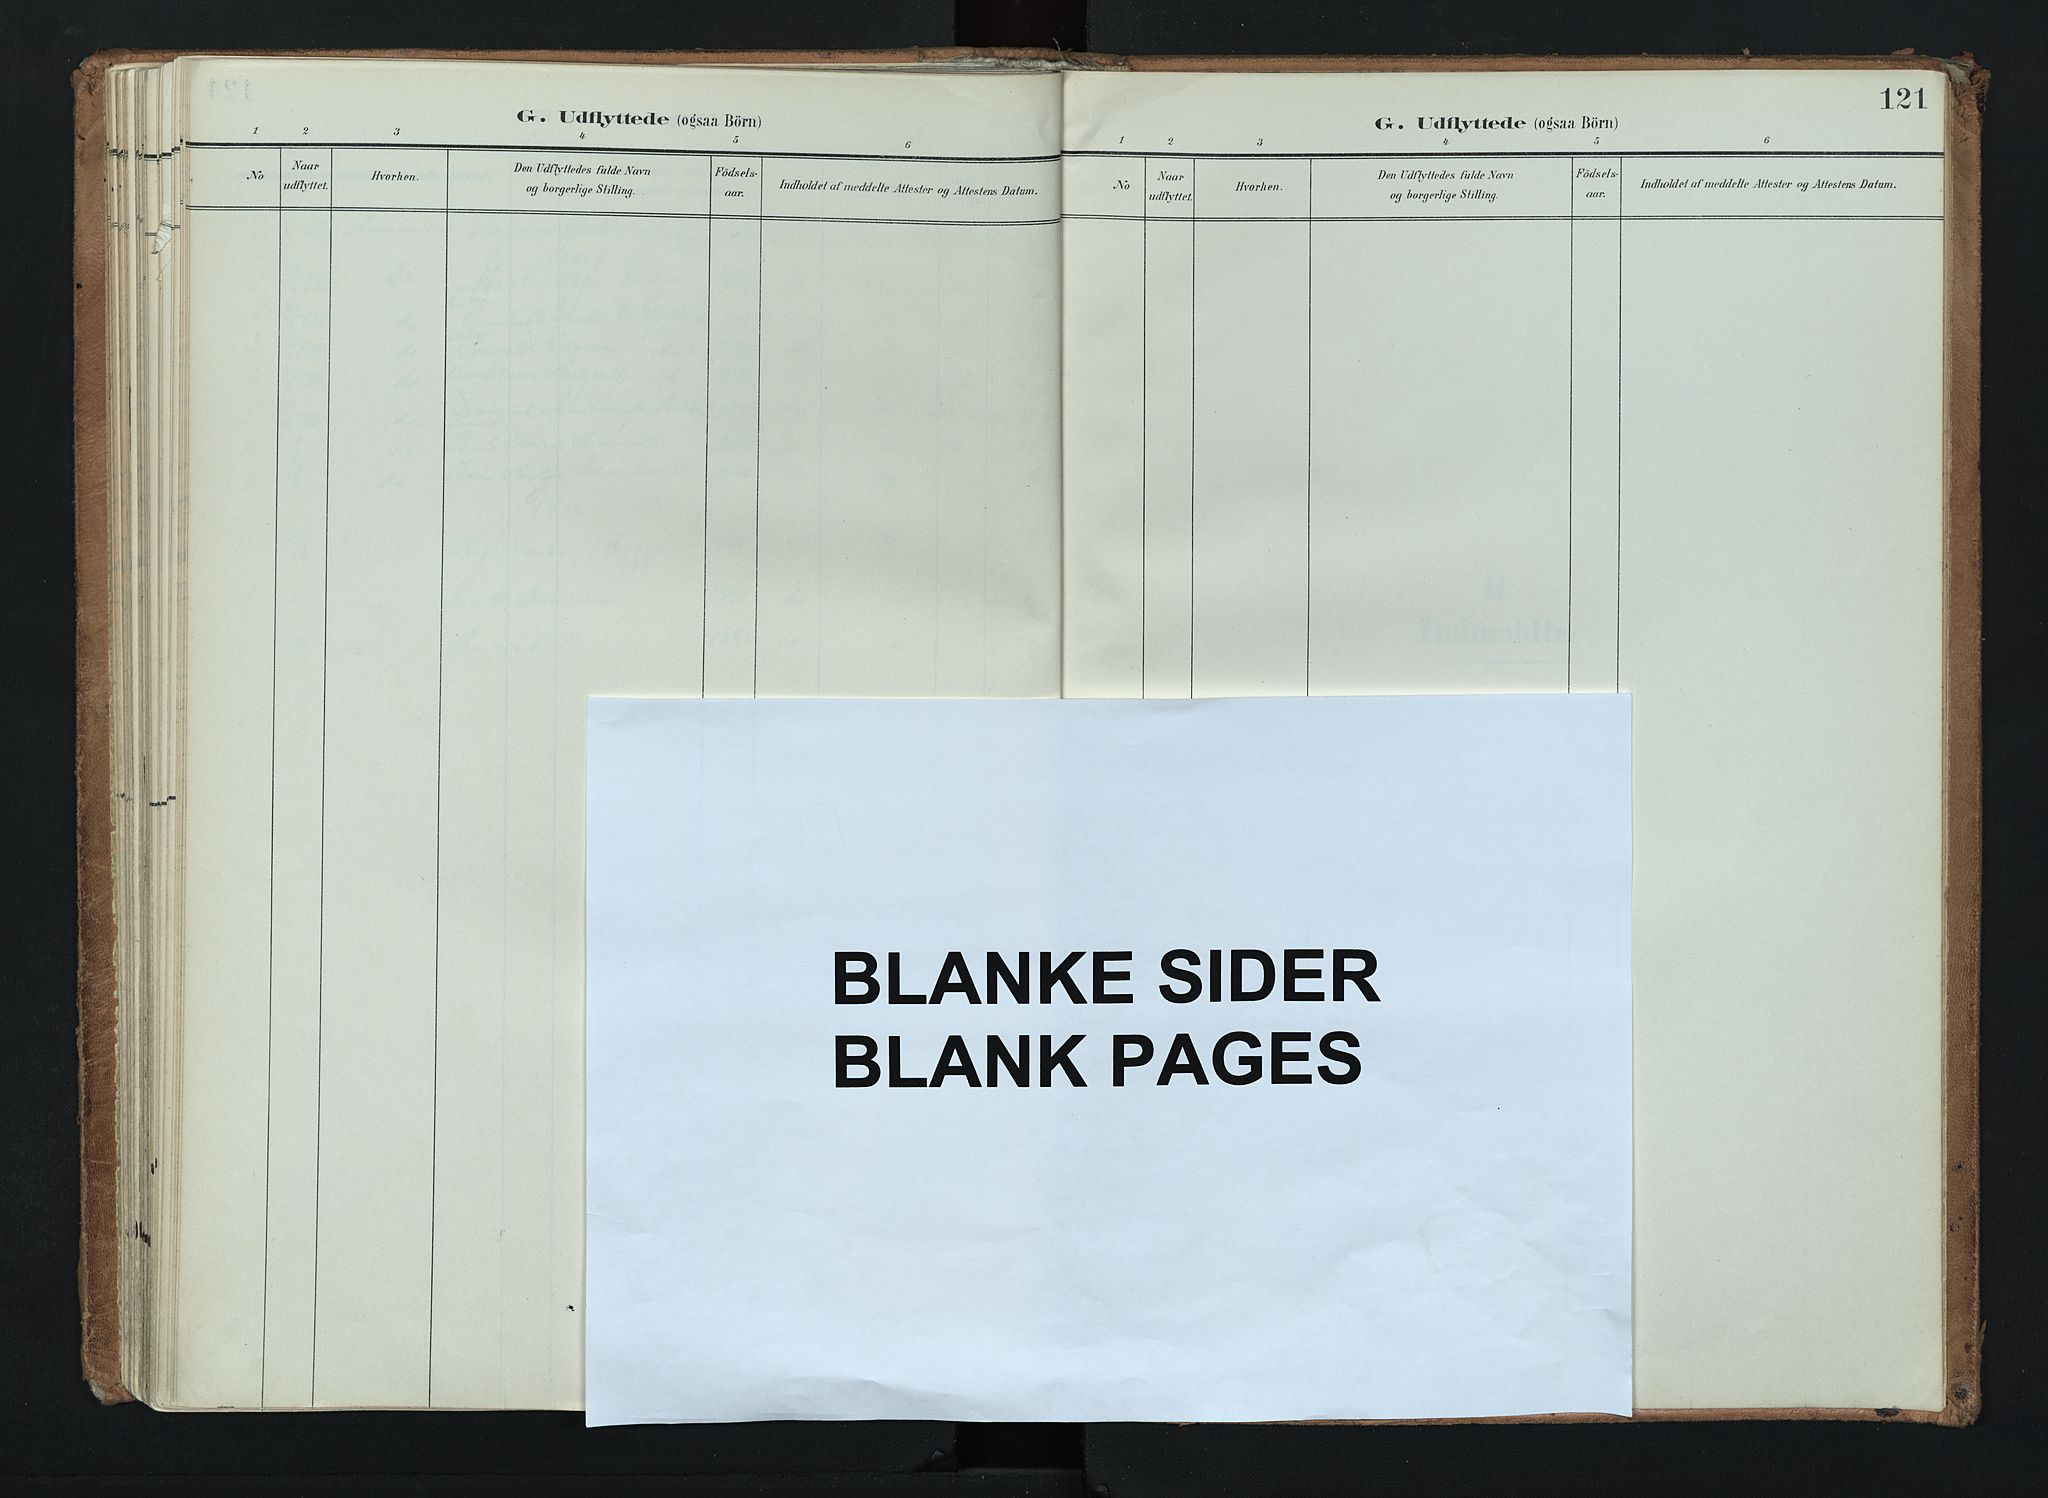 G. Udflyttede (ogsaa Börn)
1 2 3 4 5 6
No
Naar udflyttet.
Hvorhen.
Den Udflyttedes fulde Navn
og borgerlige Stilling.
Födsels-
aar.
Indholdet af meddelte Attester og Attestens Datum.
121
G. Udflyttede (ogsaa Börn)
1 2 3 4 5 6
No
Naar
udflyttet.
Hvorhen.
Den Udflyttedes fulde Navn
og borgerlige Stilling.
Födsels-
aar.
Indholdet af meddelte Attester og Attestens Datum.
BLANKE SIDER
BLANK PAGES